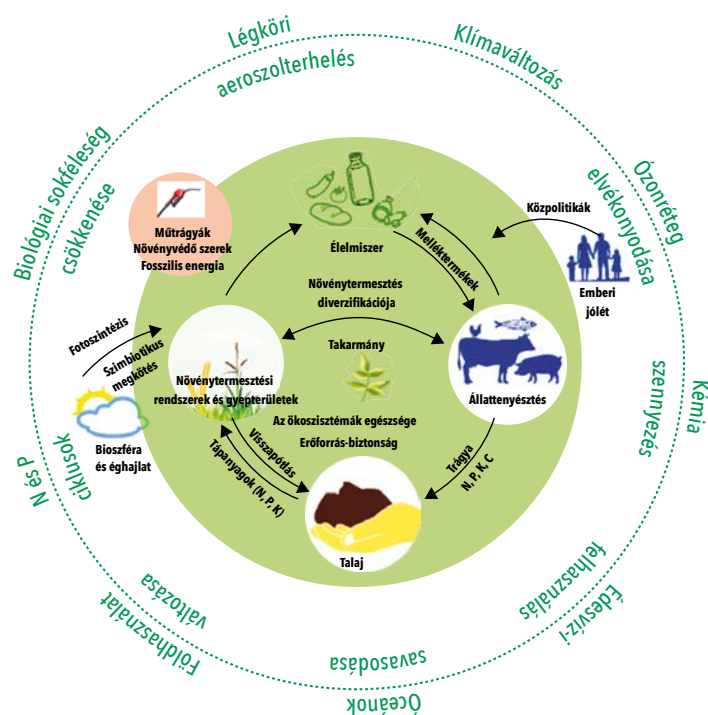 Légköri
aeroszolterhelés
Klímaváltozás
Ózonréteg
elvékonyodása
Kémia
szennyezés
Édesvíz-i
felhasználás
Óceánok
savasodása
Földhasználat
változása
N és P
ciklusok
Biológiai sokféleség
csökkenése
Műtrágyák
Növényvédő szerek
Fosszilis energia
Élelmiszer
Melléktermékek
Közpolitikák
Emberi
jólét
Növénytermesztés
diverzifikációja
Fotoszintézis
Szimbiotikus
megkötés
Takarmány
Növénytermesztési
rendszerek és gyepterületek
Állattenyésztés
Bioszféra
és éghajlat
Az ökoszisztémák egészsége
Erőforrás-biztonság
Visszapótlás
Tápanyagok (N, P, K)
Trágya
N, P, K, C
Talaj